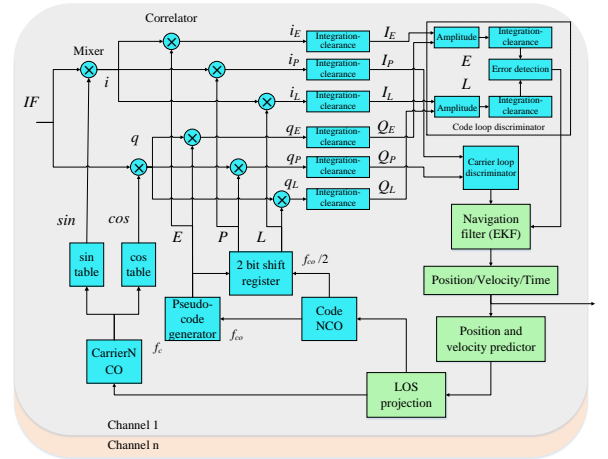 Correlator
Mixer
IF
i
i_E
Integration-
clearance
I_E
i_P
Integration-
clearance
I_P
i_L
Integration-
clearance
I_L
q
q_E
Integration-
clearance
Q_E
q_P
Integration-
clearance
Q_P
q_L
Integration-
clearance
Q_L
Amplitude
Integration-
clearance
E
Error detection
L
Amplitude
Integration-
clearance
Code loop discriminator
Carrier loop
discriminator
Navigation
filter (EKF)
Position/Velocity/Time
Position and
velocity predictor
LOS
projection
sin
cos
E
P
L
sin
table
cos
table
2 bit shift
register
f_co/2
Pseudo-
code
generator
Code
NCO
f_c
f_co
CarrierN
CO
Channel 1
Channel n